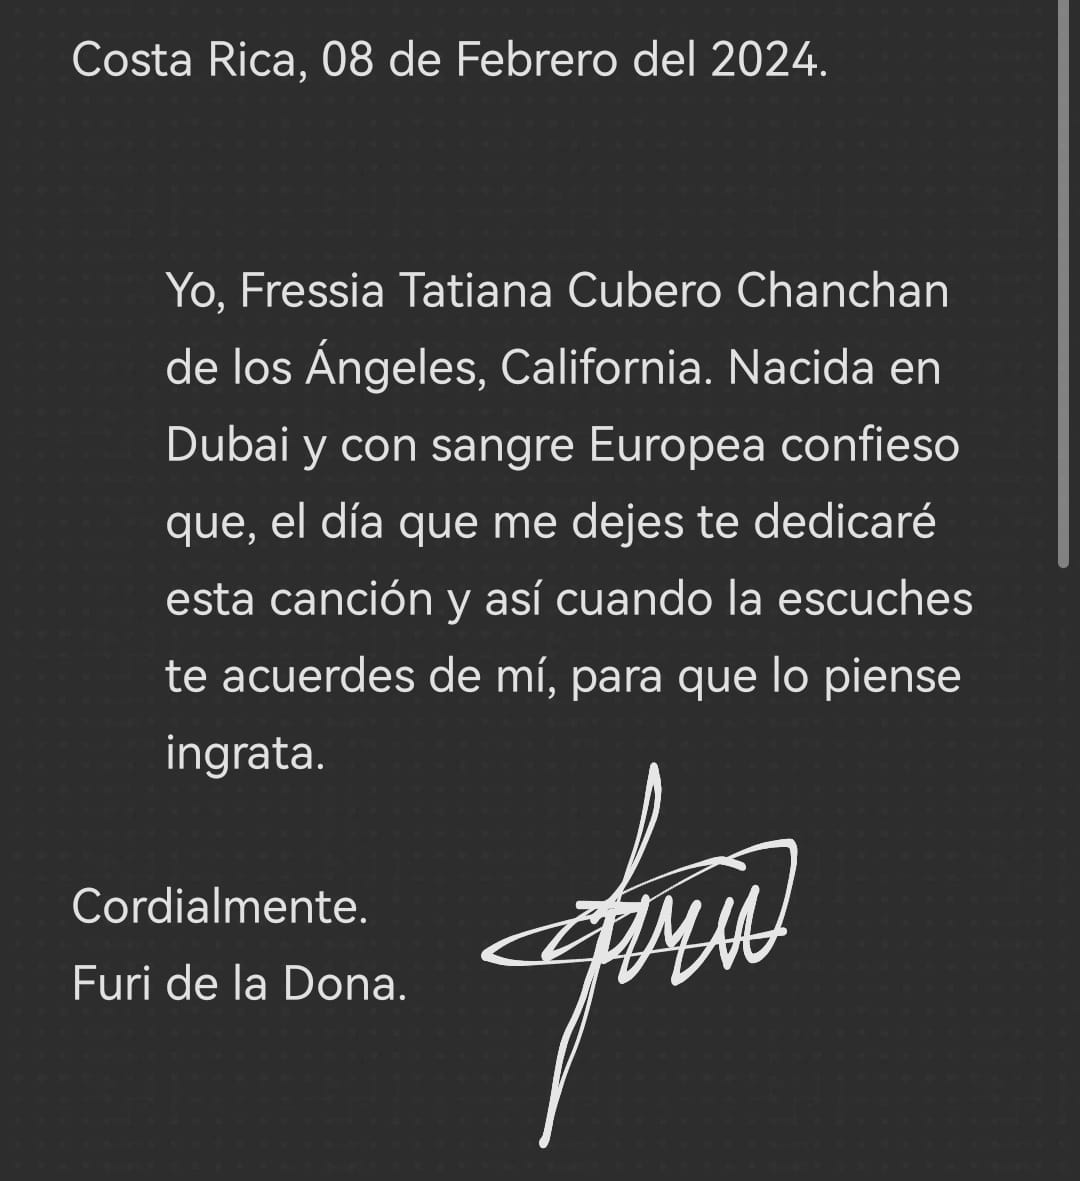 Costa Rica, 08 de Febrero del 2024.
Yo, Fressia Tatiana Cubero Chanchan
de los Ángeles, California. Nacida en
Dubai y con sangre Europea confieso
que, el día que me dejes te dedicaré
esta canción y así cuando la escuches
te acuerdes de mí, para que lo piense
ingrata.
Cordialmente.
Furi de la Dona.